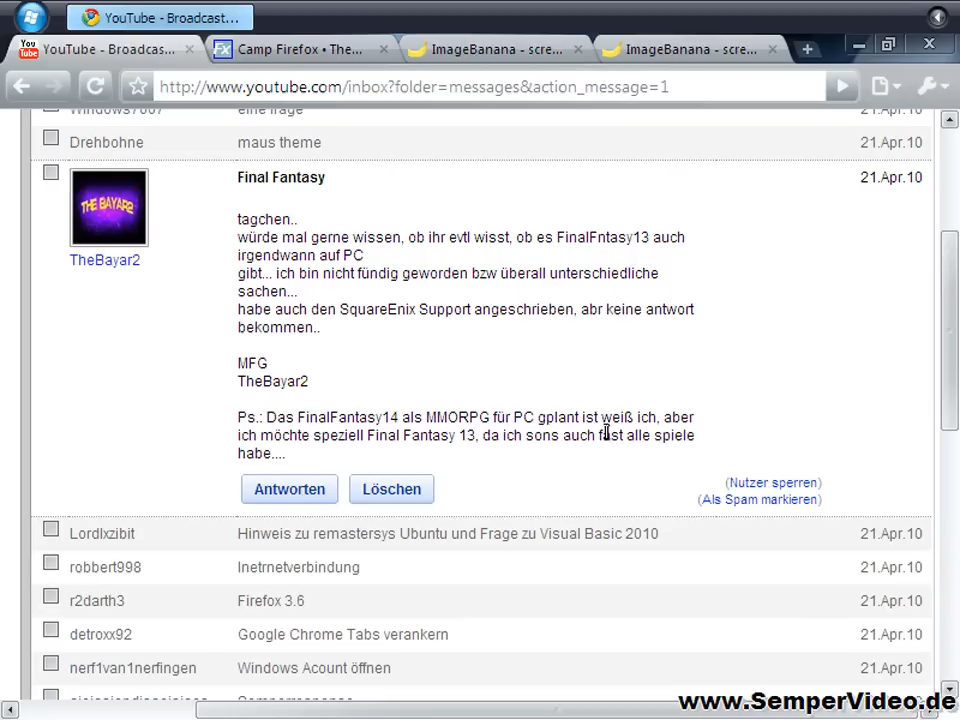 YouTube - Broadcast...
YouTube - Broadcas...
Camp Firefox • The...
ImageBanana - scre...
ImageBanana - scre...
http://www.youtube.com/inbox?folder=messages&action_message=1
Windows7007 eine frage 21.Apr.10
Drehbohne maus theme 21.Apr.10
Final Fantasy 21.Apr.10
THE BAYAR2
TheBayar2
tagchen..
würde mal gerne wissen, ob ihr evtl wisst, ob es FinalFntasy13 auch
irgendwann auf PC
gibt... ich bin nicht fündig geworden bzw überall unterschiedliche
sachen...
habe auch den SquareEnix Support angeschrieben, abr keine antwort
bekommen..
MFG
TheBayar2
Ps.: Das FinalFantasy14 als MMORPG für PC gplant ist weiß ich, aber
ich möchte speziell Final Fantasy 13, da ich sons auch fast alle spiele
habe....
Antworten Löschen
(Nutzer sperren)
(Als Spam markieren)
LordIxzibit Hinweis zu remastersys Ubuntu und Frage zu Visual Basic 2010 21.Apr.10
robbert998 Inetrnetverbindung 21.Apr.10
r2darth3 Firefox 3.6 21.Apr.10
detroxx92 Google Chrome Tabs verankern 21.Apr.10
nerf1van1nerfingen Windows Acount öffnen 21.Apr.10
www.SemperVideo.de